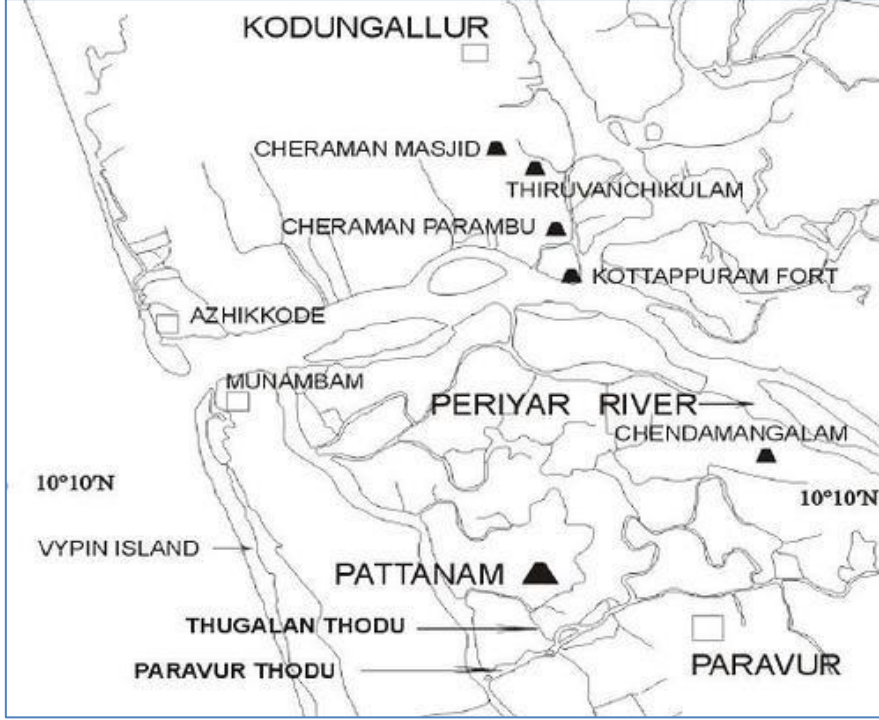 KODUNGALLUR
CHERAMAN MASJID
THIRUVANCHIKULAM
CHERAMAN PARAMBU
KOTTAPPURAM FORT
AZHIKKODE
MUNAMBAM
PERIYAR RIVER
CHENDAMANGALAM
10°10'N
10°10'N
VYPIN ISLAND
PATTANAM
THUGALAN THODU
PARAVUR
PARAVUR THODU